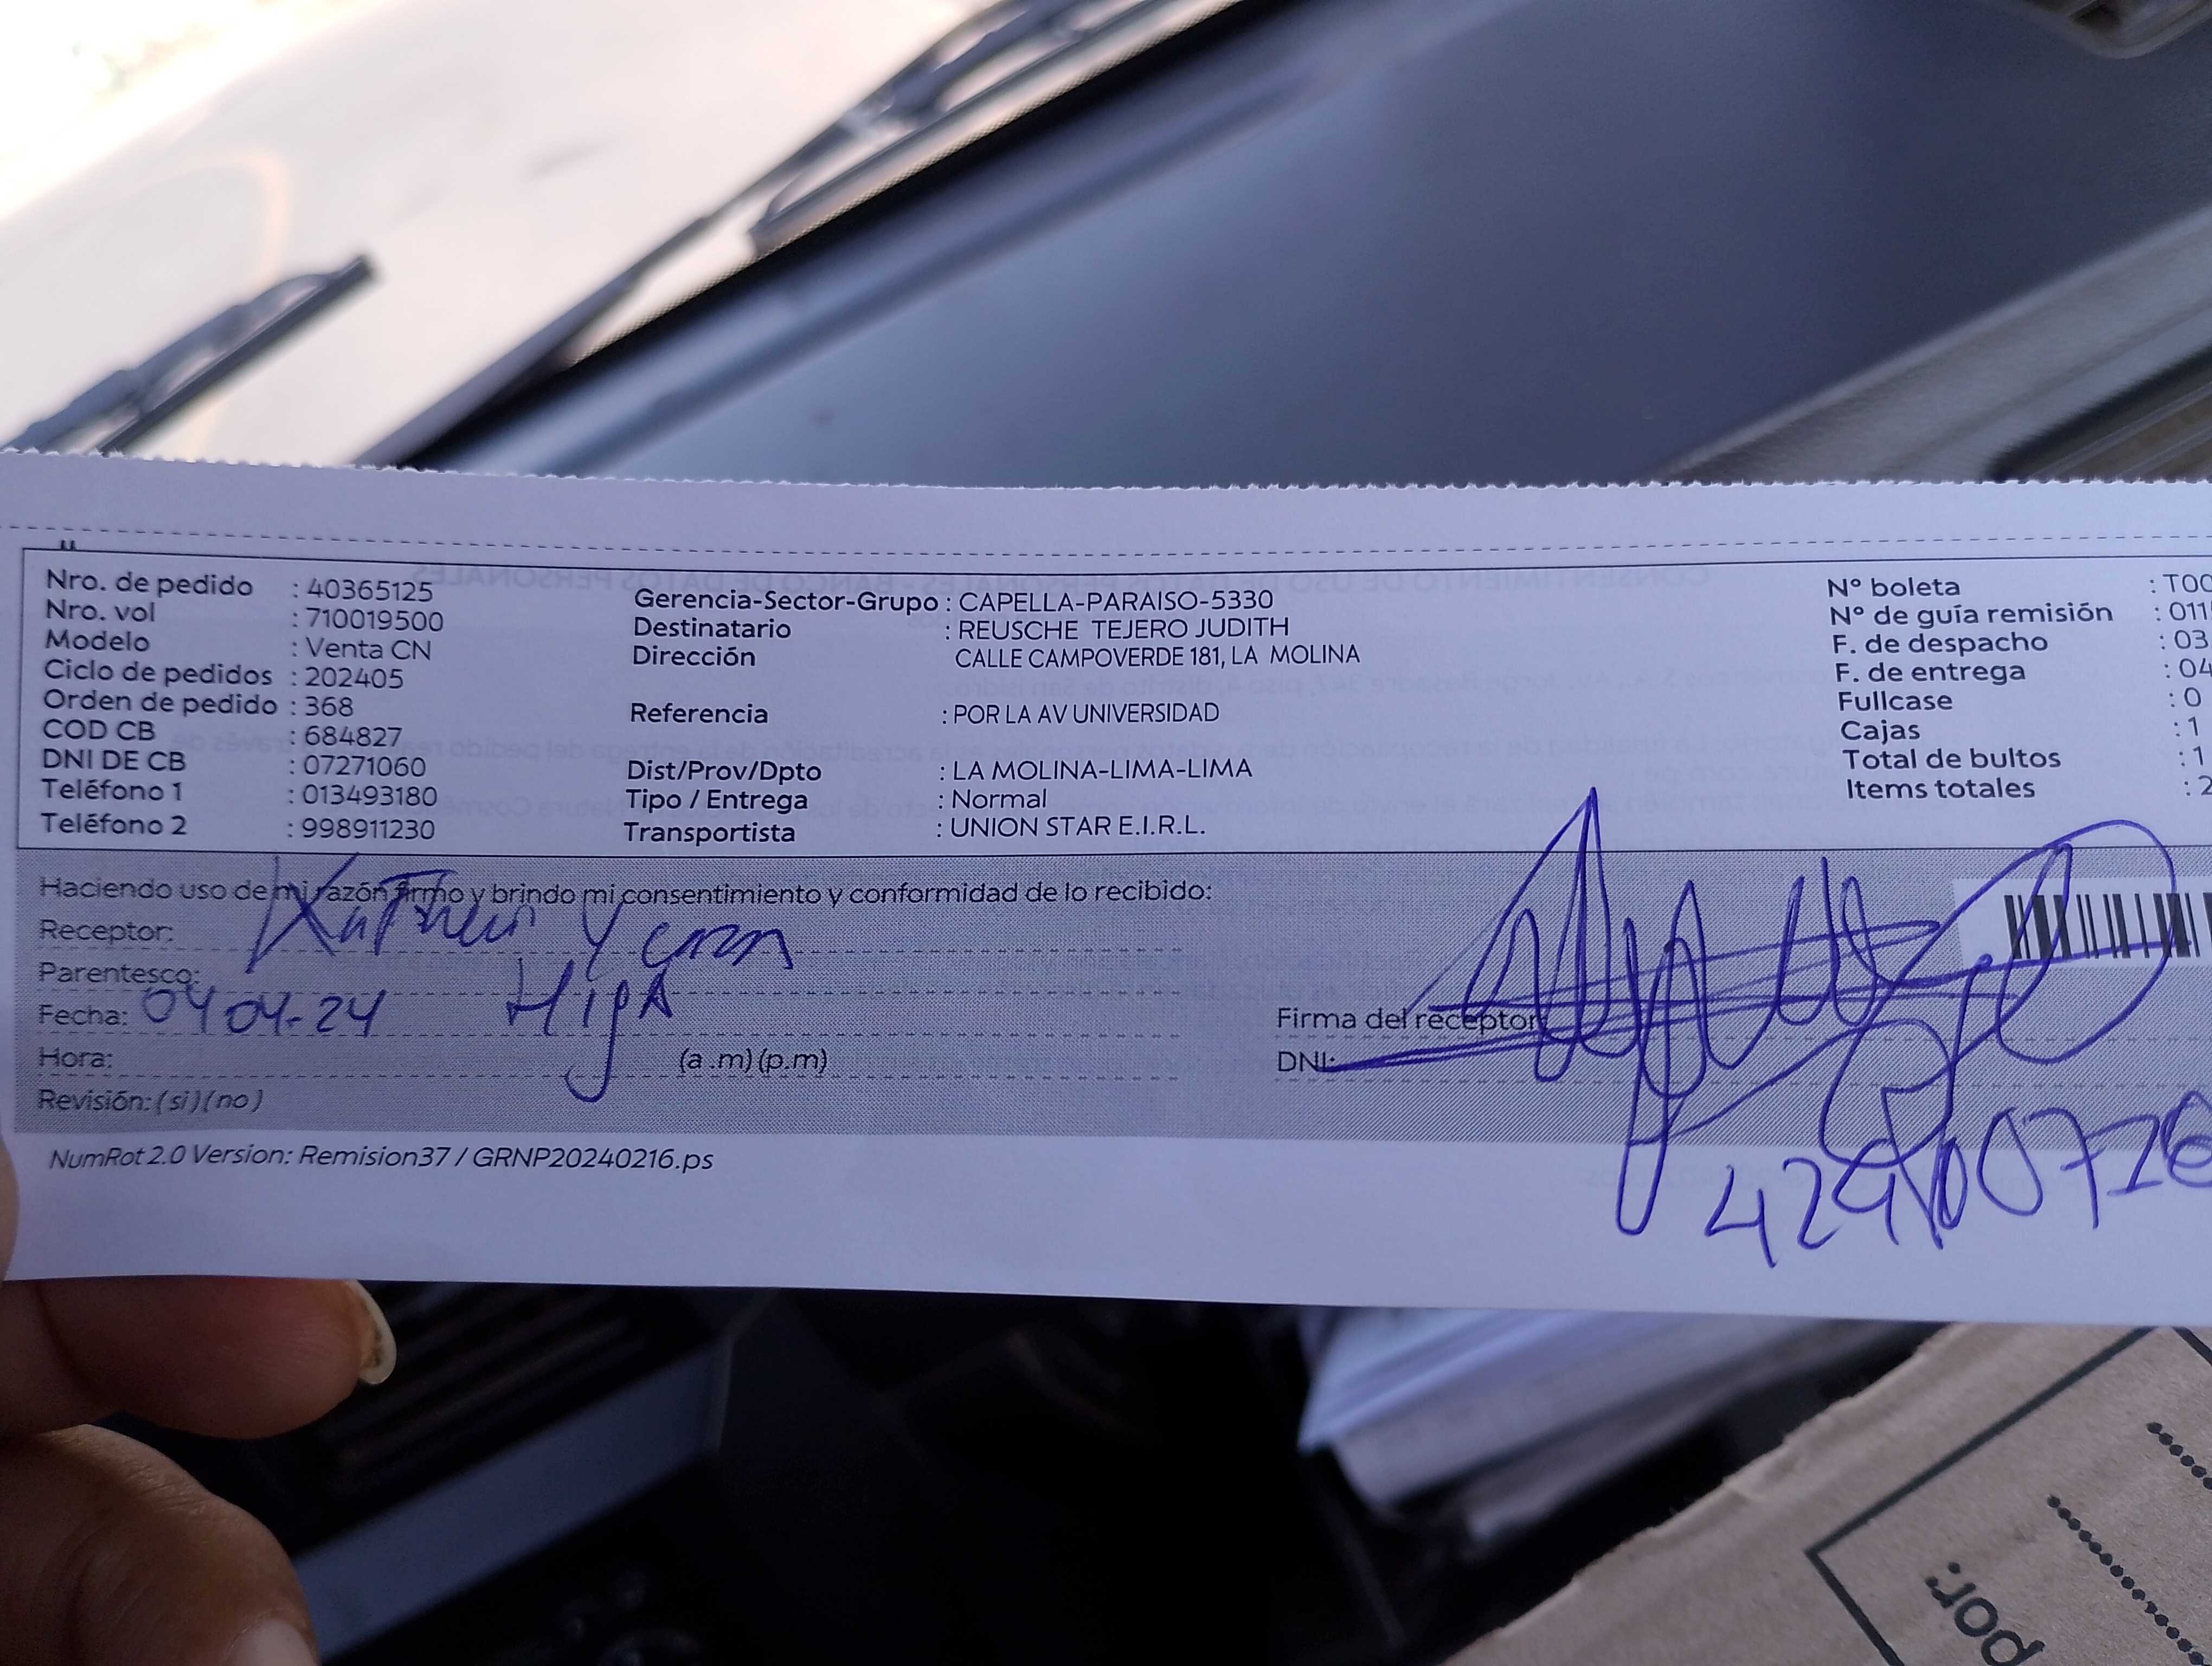 Nro. de pedido : 40365125
Nro. vol : 710019500
Modelo : Venta CN
Ciclo de pedidos : 202405
Orden de pedido : 368
COD CB : 684827
DNI DE CB : 07271060
Teléfono 1 : 013493180
Teléfono 2 : 998911230
Gerencia-Sector-Grupo : CAPELLA-PARAISO-5330
Destinatario : REUSCHE TEJERO JUDITH
Dirección CALLE CAMPOVERDE 181, LA MOLINA
Referencia : POR LA AV UNIVERSIDAD
Dist/Prov/Dpto : LA MOLINA-LIMA-LIMA
Tipo / Entrega : Normal
Transportista : UNION STAR E.I.R.L.
N° boleta : T00
N° de guía remisión : 011
F. de despacho : 03
F. de entrega : 04
Fullcase : 0
Cajas : 1
Total de bultos : 1
Items totales : 2
Haciendo uso de mi razón firmo y brindo mi consentimiento y conformidad de lo recibido:
Receptor:
Parentesco: Hija
Fecha: 04 04-24
Hora: (a.m) (p.m)
Revisión: (si) (no)
Firma del receptor
DNI:
NumRot 2.0 Version: Remision37 / GRNP20240216.ps
por: